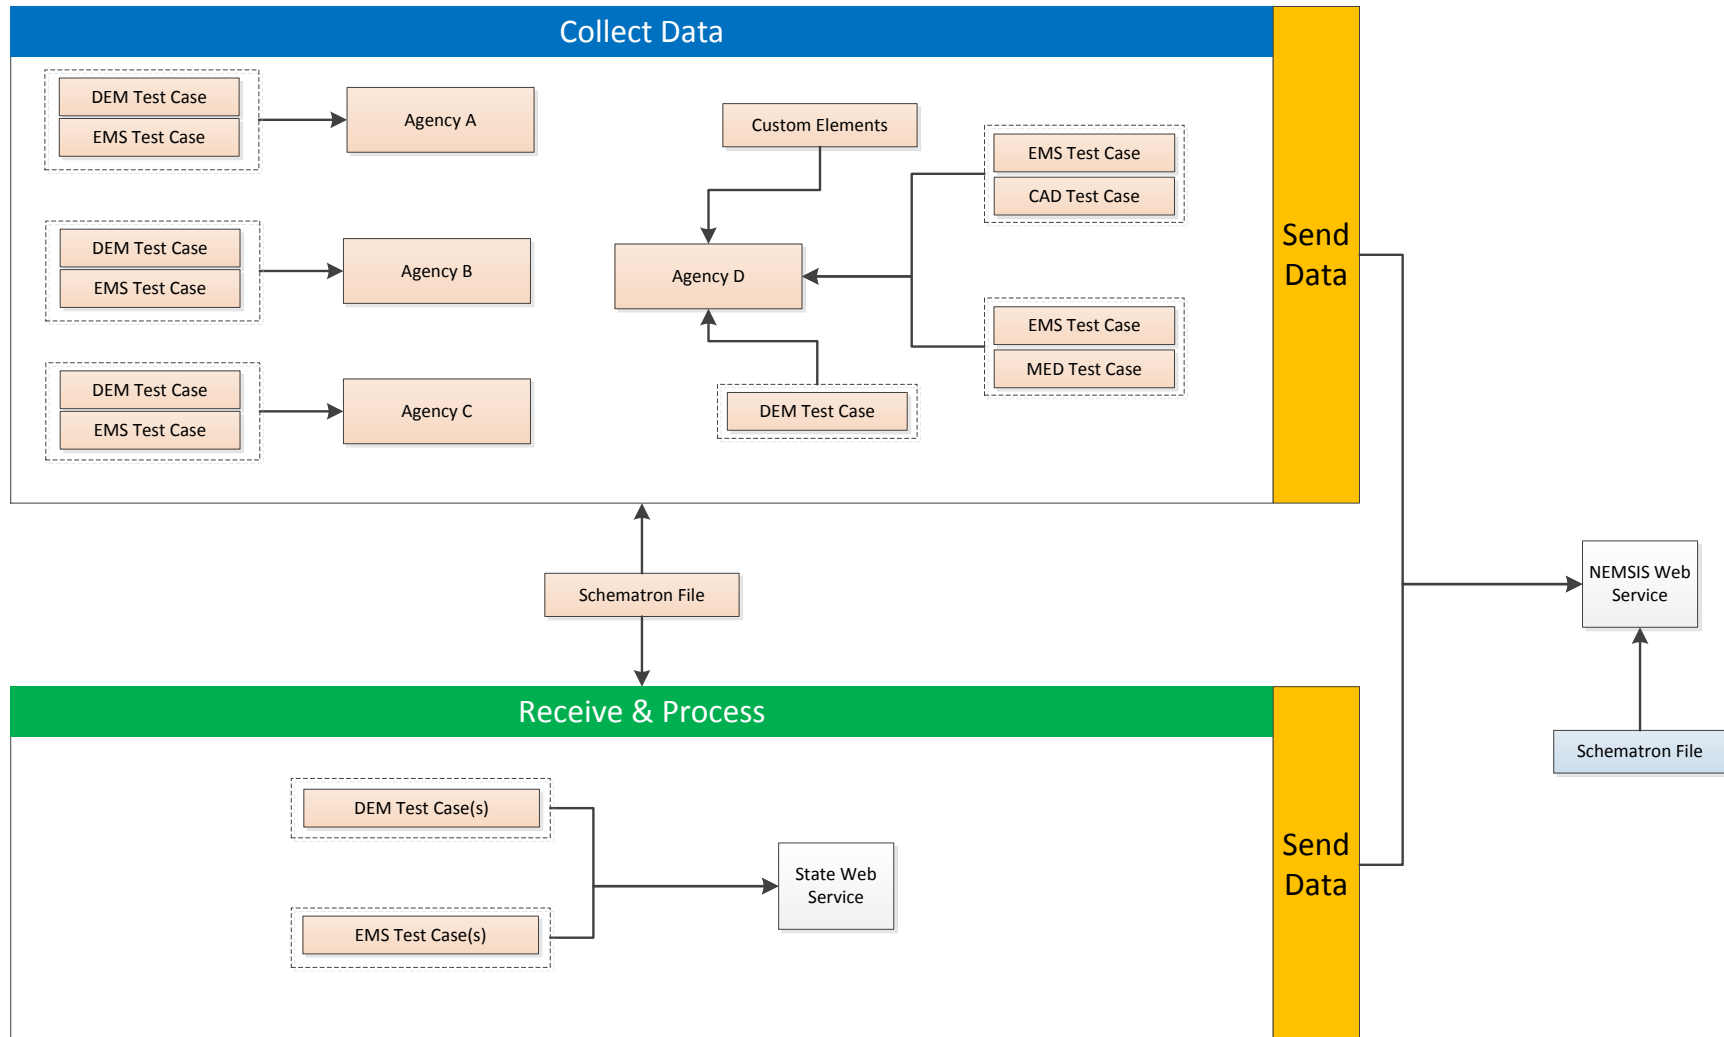 Collect Data
DEM Test Case
EMS Test Case
Agency A
DEM Test Case
EMS Test Case
Agency B
DEM Test Case
EMS Test Case
Agency C
Custom Elements
Agency D
DEM Test Case
EMS Test Case
CAD Test Case
EMS Test Case
MED Test Case
Send
Data
Schematron File
NEMSIS Web
Service
Schematron File
Receive & Process
DEM Test Case(s)
EMS Test Case(s)
State Web
Service
Send
Data